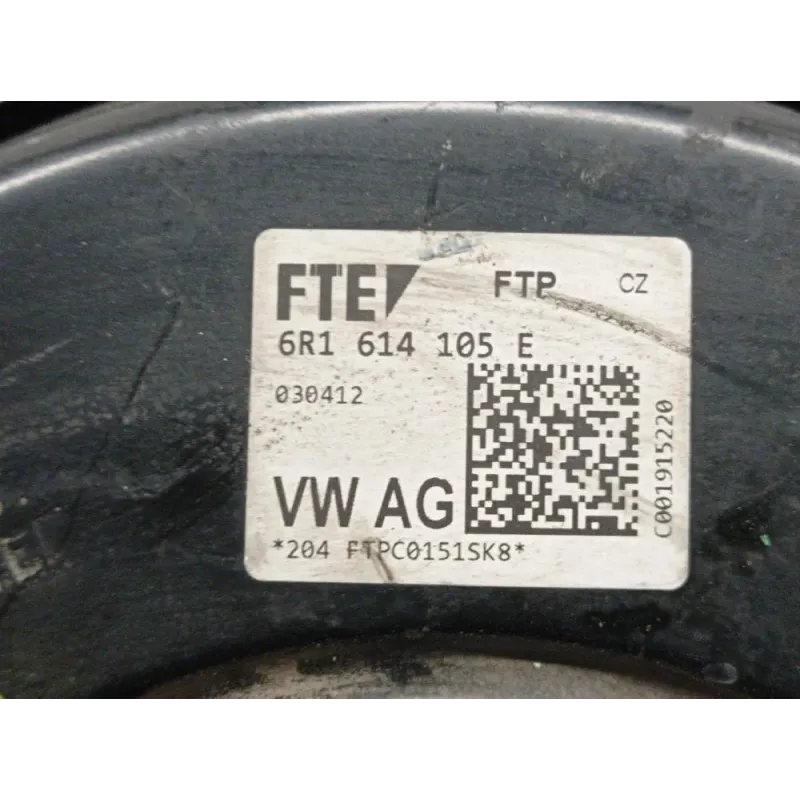 FTE FTP CZ
6R1 614 105 E
030412
C001915220
VW AG
*204 FTPC0151SK8*